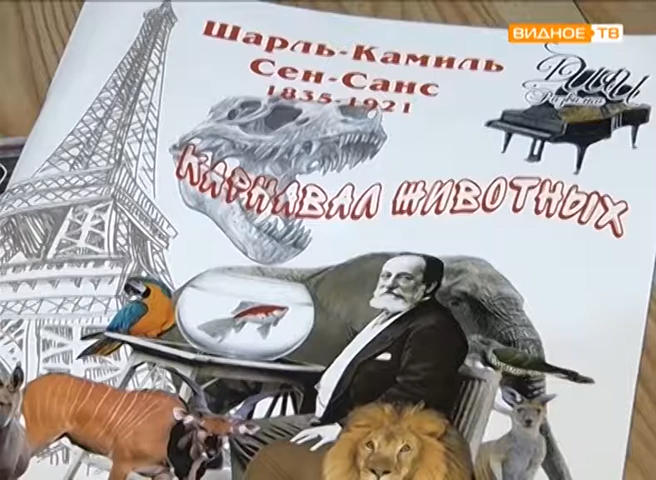 ВИДНОЕ ТВ
Шарль-Камиль
Сен-Санс
1835-1921
КАРНАВАЛ ЖИВОТНЫХ